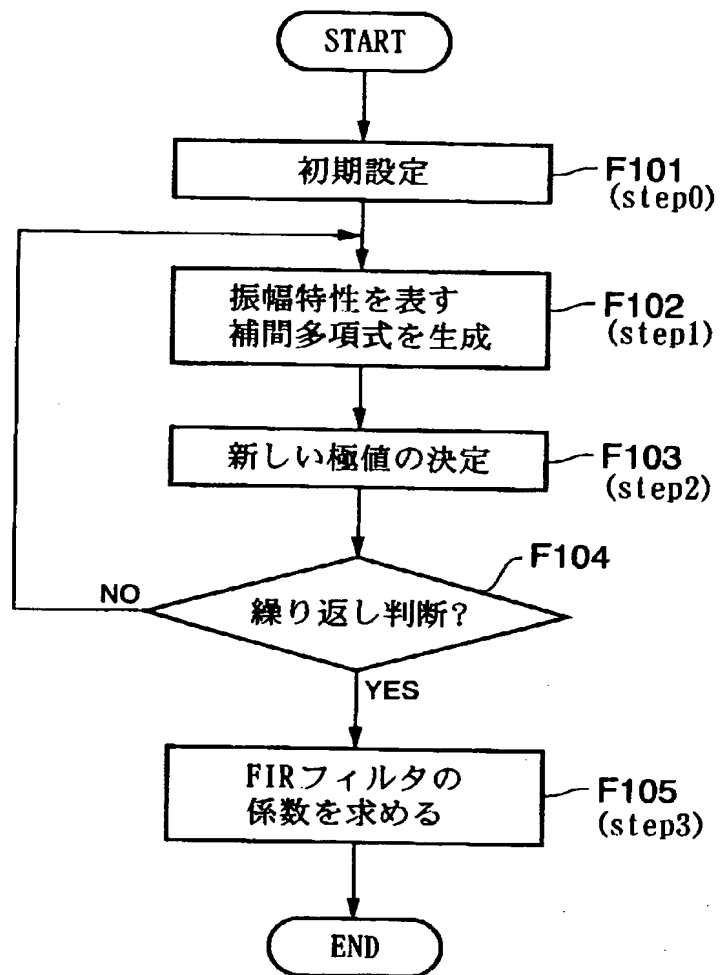 START
初期設定
F101
(step0)
振幅特性を表す
補間多項式を生成
F102
(step1)
新しい極値の決定
F103
(step2)
F104
繰り返し判断?
NO
YES
FIRフィルタの
係数を求める
F105
(step3)
END